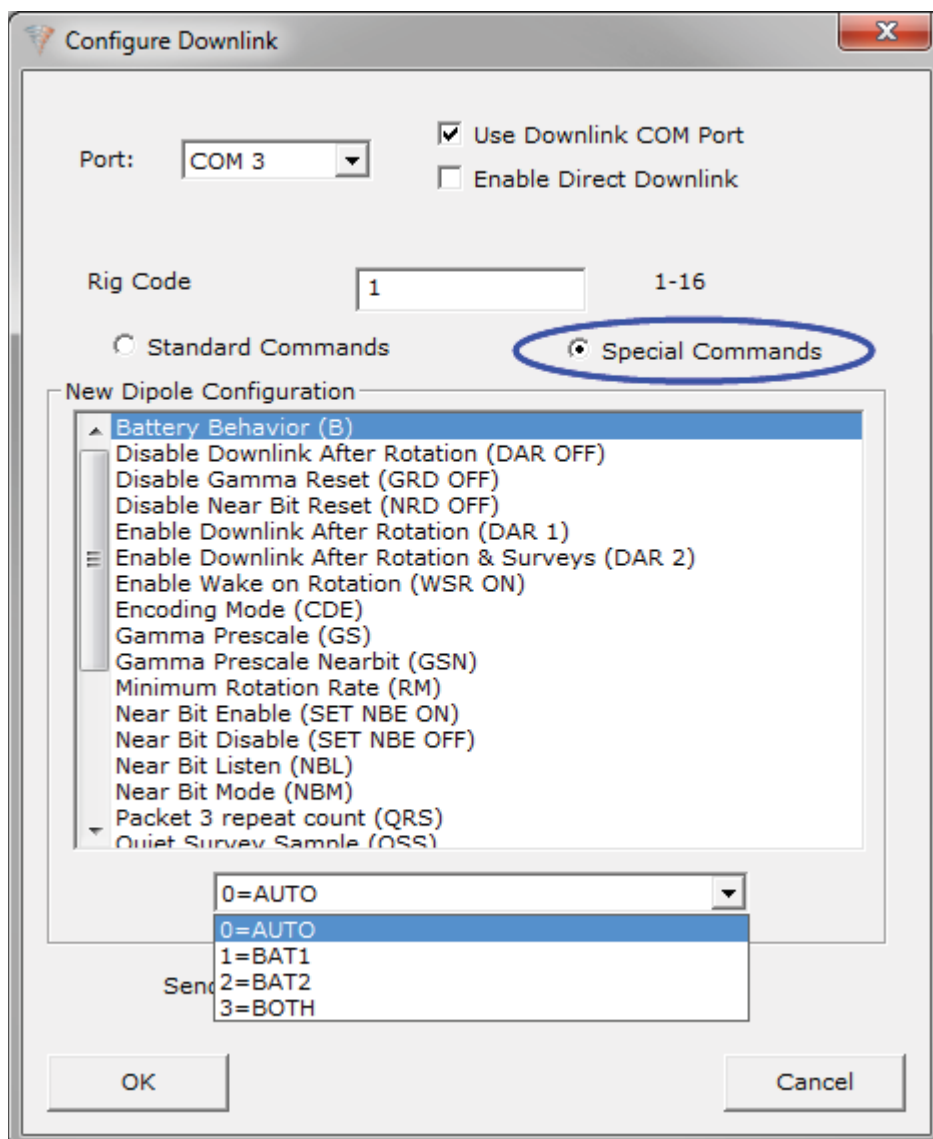 Configure Downlink
Use Downlink COM Port
Port:
COM 3
Enable Direct Downlink
Rig Code
1
1-16
Standard Commands
Special Commands
New Dipole Configuration
Battery Behavior (B)
Disable Downlink After Rotation (DAR OFF)
Disable Gamma Reset (GRD OFF)
Disable Near Bit Reset (NRD OFF)
Enable Downlink After Rotation (DAR 1)
Enable Downlink After Rotation & Surveys (DAR 2)
Enable Wake on Rotation (WSR ON)
Encoding Mode (CDE)
Gamma Prescale (GS)
Gamma Prescale Nearbit (GSN)
Minimum Rotation Rate (RM)
Near Bit Enable (SET NBE ON)
Near Bit Disable (SET NBE OFF)
Near Bit Listen (NBL)
Near Bit Mode (NBM)
Packet 3 repeat count (QRS)
Quiet Survey Sample (QSS)
0=AUTO
0=AUTO
1=BAT1
2=BAT2
3=BOTH
Send
OK
Cancel